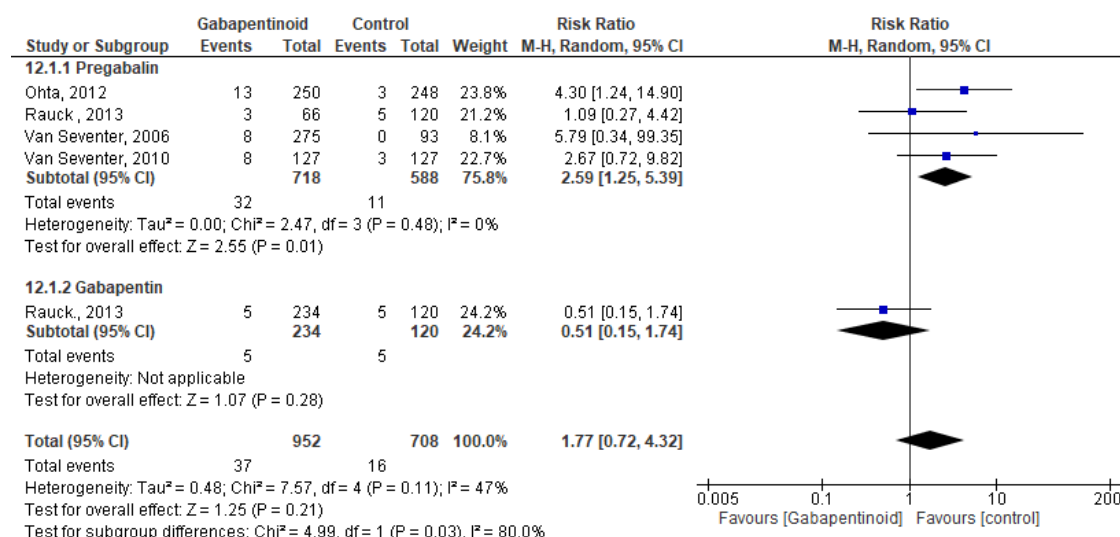 Gabapentinoid Control Risk Ratio Risk Ratio
Study or Subgroup Events Total Events Total Weight M-H, Random, 95% CI M-H, Random, 95% CI
12.1.1 Pregabalin
Ohta, 2012 13 250 3 248 23.8% 4.30 [1.24, 14.90]
Rauck , 2013 3 66 5 120 21.2% 1.09 [0.27, 4.42]
Van Seventer, 2006 8 275 0 93 8.1% 5.79 [0.34, 99.35]
Van Seventer, 2010 8 127 3 127 22.7% 2.67 [0.72, 9.82]
Subtotal (95% CI) 718 588 75.8% 2.59 [1.25, 5.39]
Total events 32 11
Heterogeneity: Tau² = 0.00; Chi² = 2.47, df = 3 (P = 0.48); I² = 0%
Test for overall effect: Z = 2.55 (P = 0.01)
12.1.2 Gabapentin
Rauck., 2013 5 234 5 120 24.2% 0.51 [0.15, 1.74]
Subtotal (95% CI) 234 120 24.2% 0.51 [0.15, 1.74]
Total events 5 5
Heterogeneity: Not applicable
Test for overall effect: Z = 1.07 (P = 0.28)
Total (95% CI) 952 708 100.0% 1.77 [0.72, 4.32]
Total events 37 16
Heterogeneity: Tau² = 0.48; Chi² = 7.57, df = 4 (P = 0.11); I² = 47%
Test for overall effect: Z = 1.25 (P = 0.21)
Test for subgroup differences: Chi² = 4.99, df = 1 (P = 0.03), I² = 80.0%
0.005 0.1 1 10 200
Favours [Gabapentinoid] Favours [control]